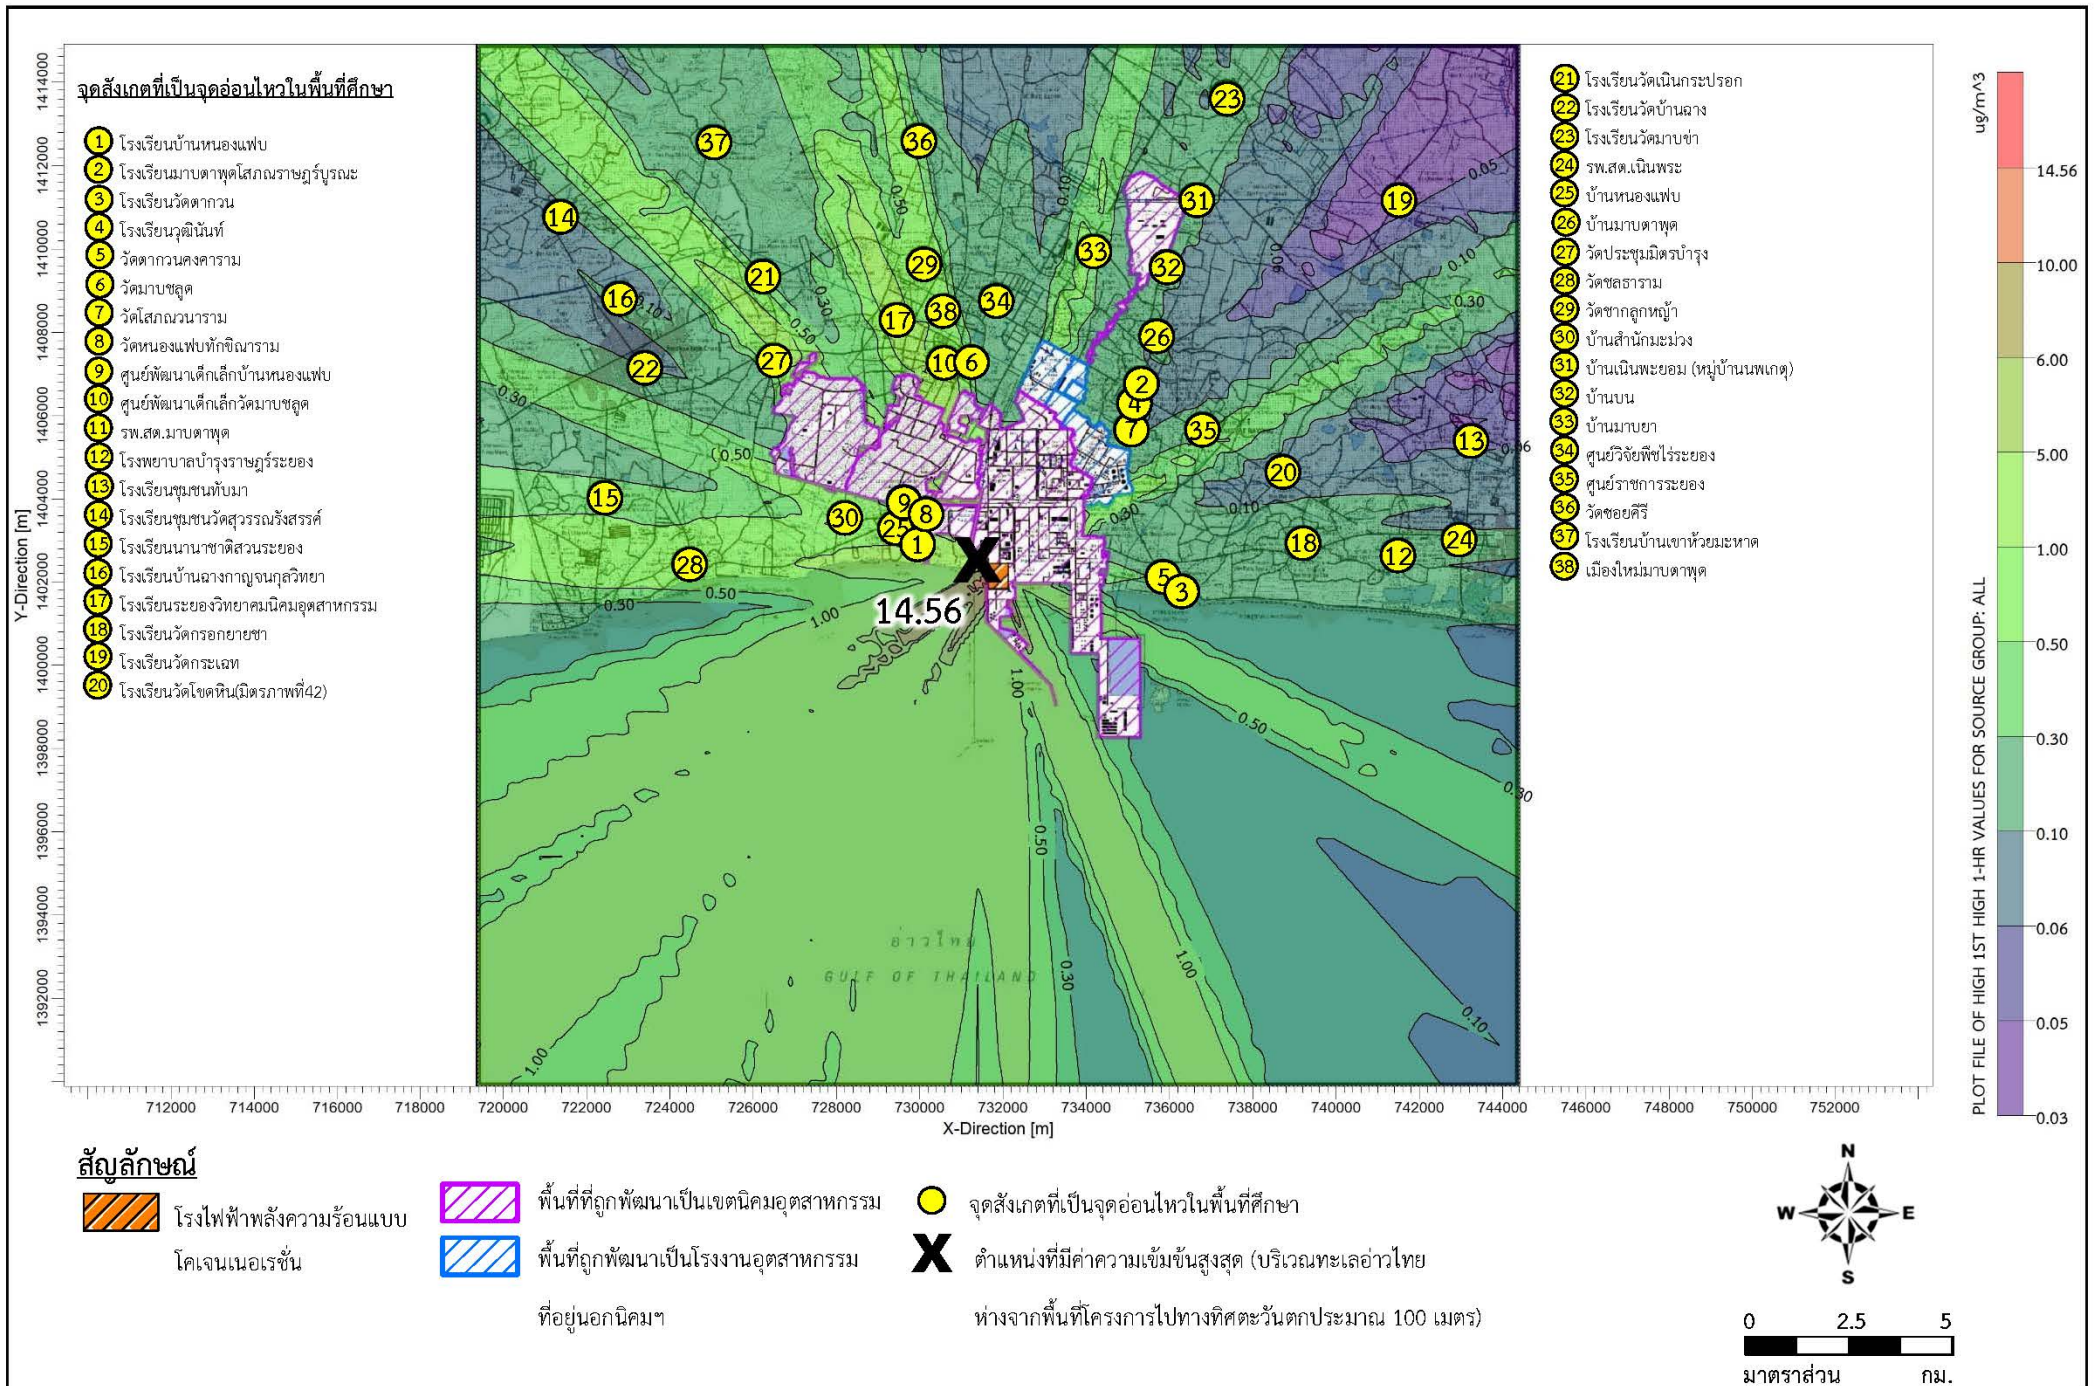 จุดสังเกตที่เป็นจุดอ่อนไหวในพื้นที่ศึกษา
1 โรงเรียนบ้านหนองแฟบ
2 โรงเรียนมาบตาพุดโสภณราษฎร์บูรณะ
3 โรงเรียนวัดตากวน
4 โรงเรียนวุฒินันท์
5 วัดตากวนคงคาราม
6 วัดมาบชลูด
7 วัดโสภณวนาราม
8 วัดหนองแฟบทักขิณาราม
9 ศูนย์พัฒนาเด็กเล็กบ้านหนองแฟบ
10 ศูนย์พัฒนาเด็กเล็กวัดมาบชลูด
11 รพ.สต.มาบตาพุด
12 โรงพยาบาลบำรุงราษฎร์ระยอง
13 โรงเรียนชุมชนทับมา
14 โรงเรียนชุมชนวัดสุวรรณรังสรรค์
15 โรงเรียนนานาชาติสวนระยอง
16 โรงเรียนบ้านฉางกาญจนกุลวิทยา
17 โรงเรียนระยองวิทยาคมนิคมอุตสาหกรรม
18 โรงเรียนวัดกรอกยายชา
19 โรงเรียนวัดกระเฉท
20 โรงเรียนวัดโขดหิน(มิตรภาพที่42)
21 โรงเรียนวัดเนินกระปรอก
22 โรงเรียนวัดบ้านฉาง
23 โรงเรียนวัดมาบข่า
24 รพ.สต.เนินพระ
25 บ้านหนองแฟบ
26 บ้านมาบตาพุด
27 วัดประชุมมิตรบำรุง
28 วัดชลธาราม
29 วัดชากลูกหญ้า
30 บ้านสำนักมะม่วง
31 บ้านเนินพะยอม (หมู่บ้านนพเกตุ)
32 บ้านบน
33 บ้านมาบยา
34 ศูนย์วิจัยพืชไร่ระยอง
35 ศูนย์ราชการระยอง
36 วัดซอยคีรี
37 โรงเรียนบ้านเขาห้วยมะหาด
38 เมืองใหม่มาบตาพุด
14.56
อ่าวไทย
GULF OF THAILAND
Y-Direction [m]
1414000
1412000
1410000
1408000
1406000
1404000
1402000
1400000
1398000
1396000
1394000
1392000
712000 714000 716000 718000 720000 722000 724000 726000 728000 730000 732000 734000 736000 738000 740000 742000 744000 746000 748000 750000 752000
X-Direction [m]
ug/m^3
14.56
10.00
6.00
5.00
1.00
0.50
0.30
0.10
0.06
0.05
0.03
PLOT FILE OF HIGH 1ST HIGH 1-HR VALUES FOR SOURCE GROUP: ALL
สัญลักษณ์
โรงไฟฟ้าพลังความร้อนแบบ
โคเจนเนอเรชั่น
พื้นที่ที่ถูกพัฒนาเป็นเขตนิคมอุตสาหกรรม
พื้นที่ถูกพัฒนาเป็นโรงงานอุตสาหกรรม
ที่อยู่นอกนิคมฯ
จุดสังเกตที่เป็นจุดอ่อนไหวในพื้นที่ศึกษา
X ตำแหน่งที่มีค่าความเข้มข้นสูงสุด (บริเวณทะเลอ่าวไทย
ห่างจากพื้นที่โครงการไปทางทิศตะวันตกประมาณ 100 เมตร)
N
W E
S
0 2.5 5
มาตราส่วน กม.